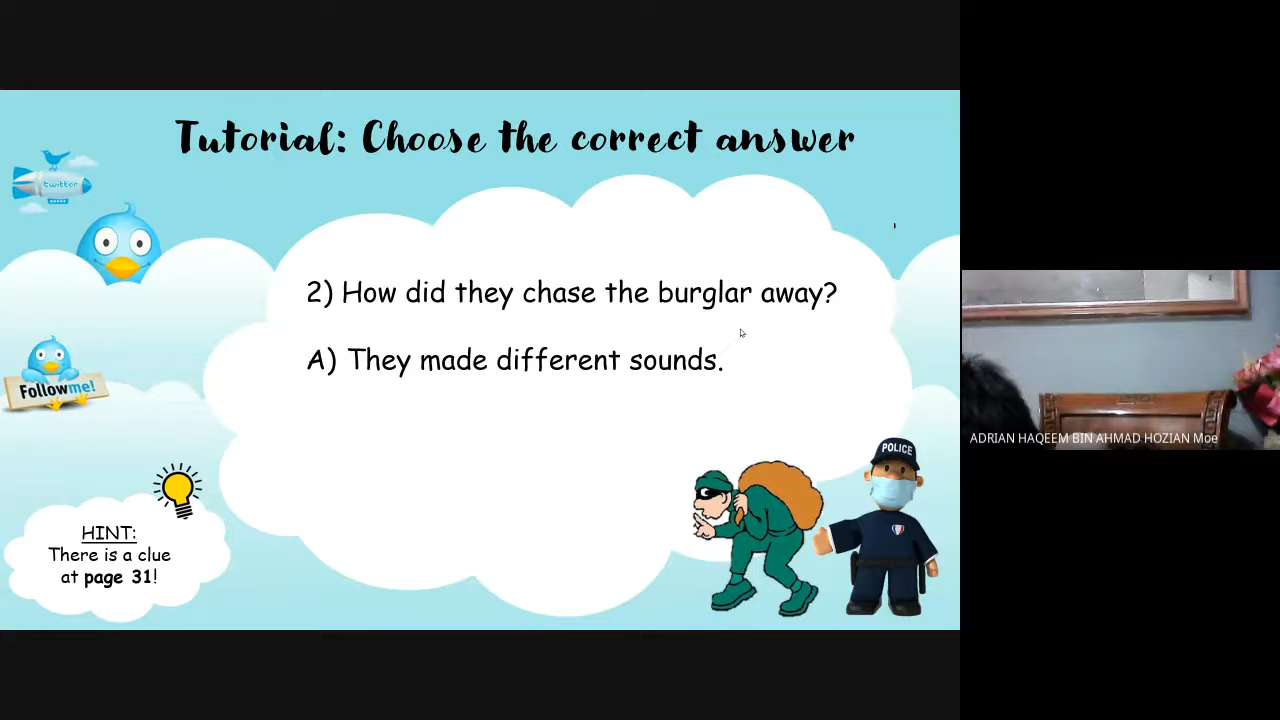 Tutorial: Choose the correct answer
twitter
2) How did they chase the burglar away?
A) They made different sounds.
Followme!
POLICE
HINT:
There is a clue
at page 31!
ADRIAN HAQEEM BIN AHMAD HOZIAN Moe